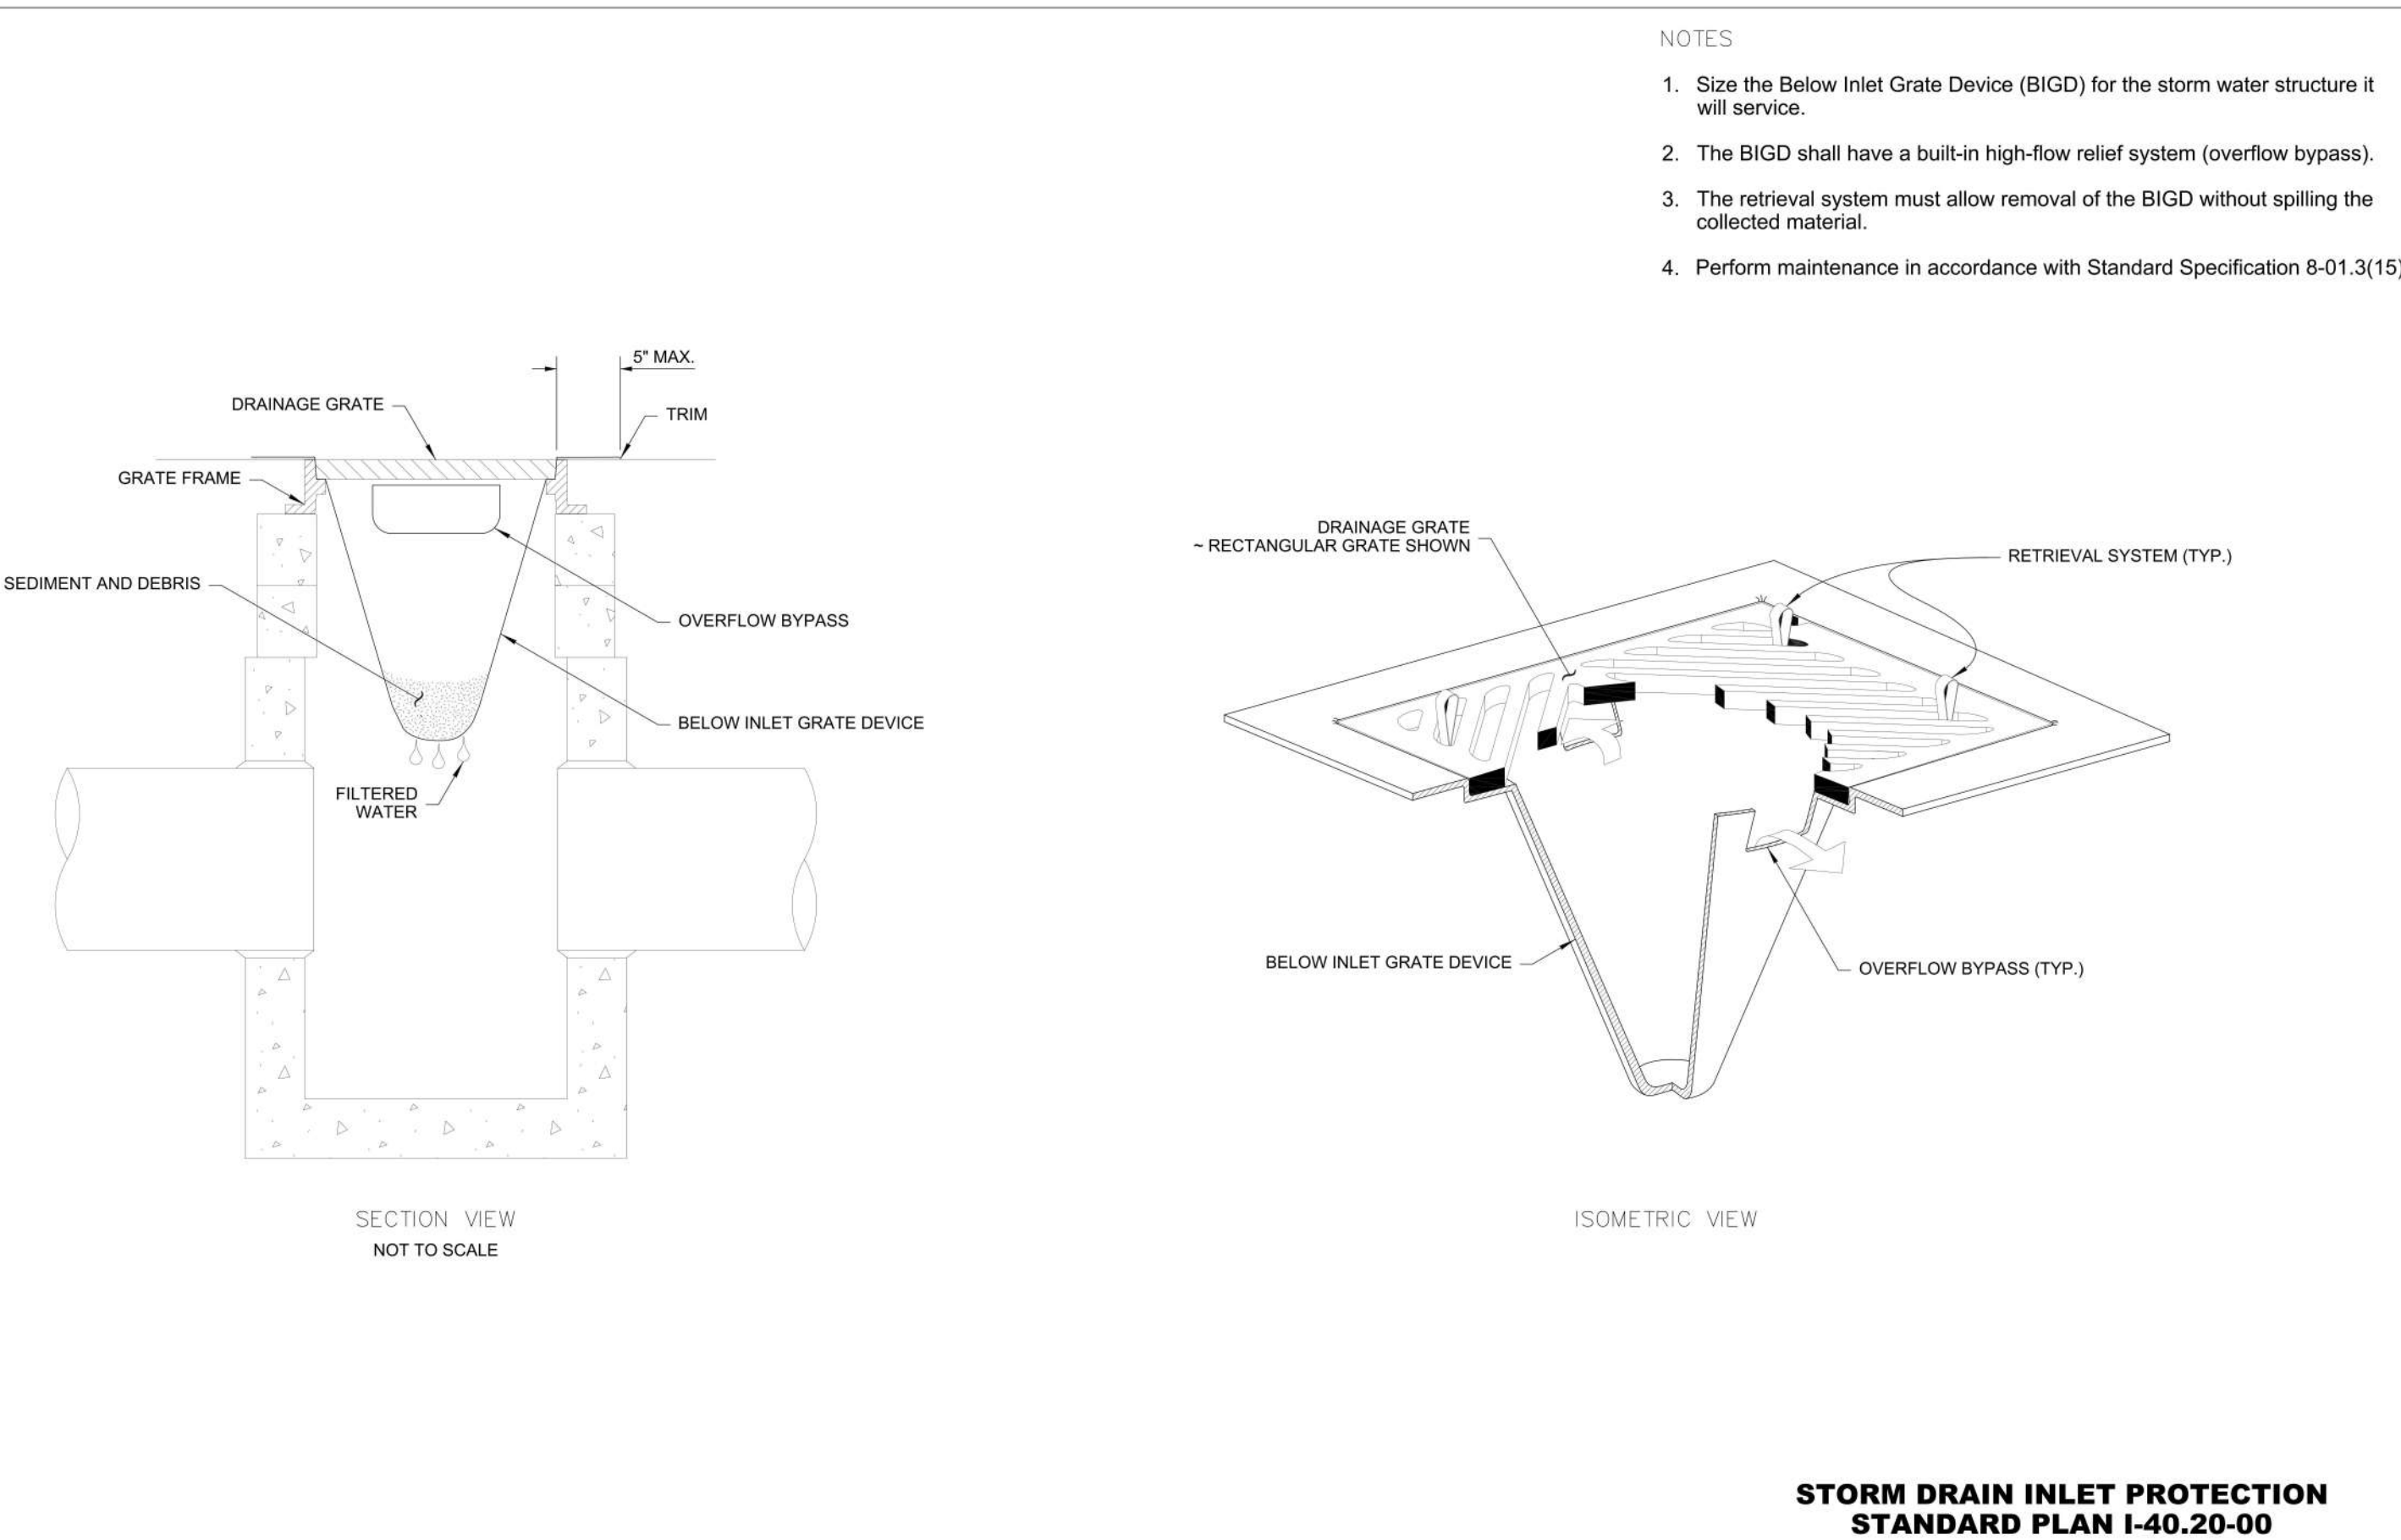 NOTES
1. Size the Below Inlet Grate Device (BIGD) for the storm water structure it
will service.
2. The BIGD shall have a built-in high-flow relief system (overflow bypass).
3. The retrieval system must allow removal of the BIGD without spilling the
collected material.
4. Perform maintenance in accordance with Standard Specification 8-01.3(15)
5" MAX.
DRAINAGE GRATE
TRIM
GRATE FRAME
SEDIMENT AND DEBRIS
OVERFLOW BYPASS
BELOW INLET GRATE DEVICE
FILTERED
WATER
SECTION VIEW
NOT TO SCALE
DRAINAGE GRATE
~ RECTANGULAR GRATE SHOWN
RETRIEVAL SYSTEM (TYP.)
BELOW INLET GRATE DEVICE
OVERFLOW BYPASS (TYP.)
ISOMETRIC VIEW
STORM DRAIN INLET PROTECTION
STANDARD PLAN I-40.20-00